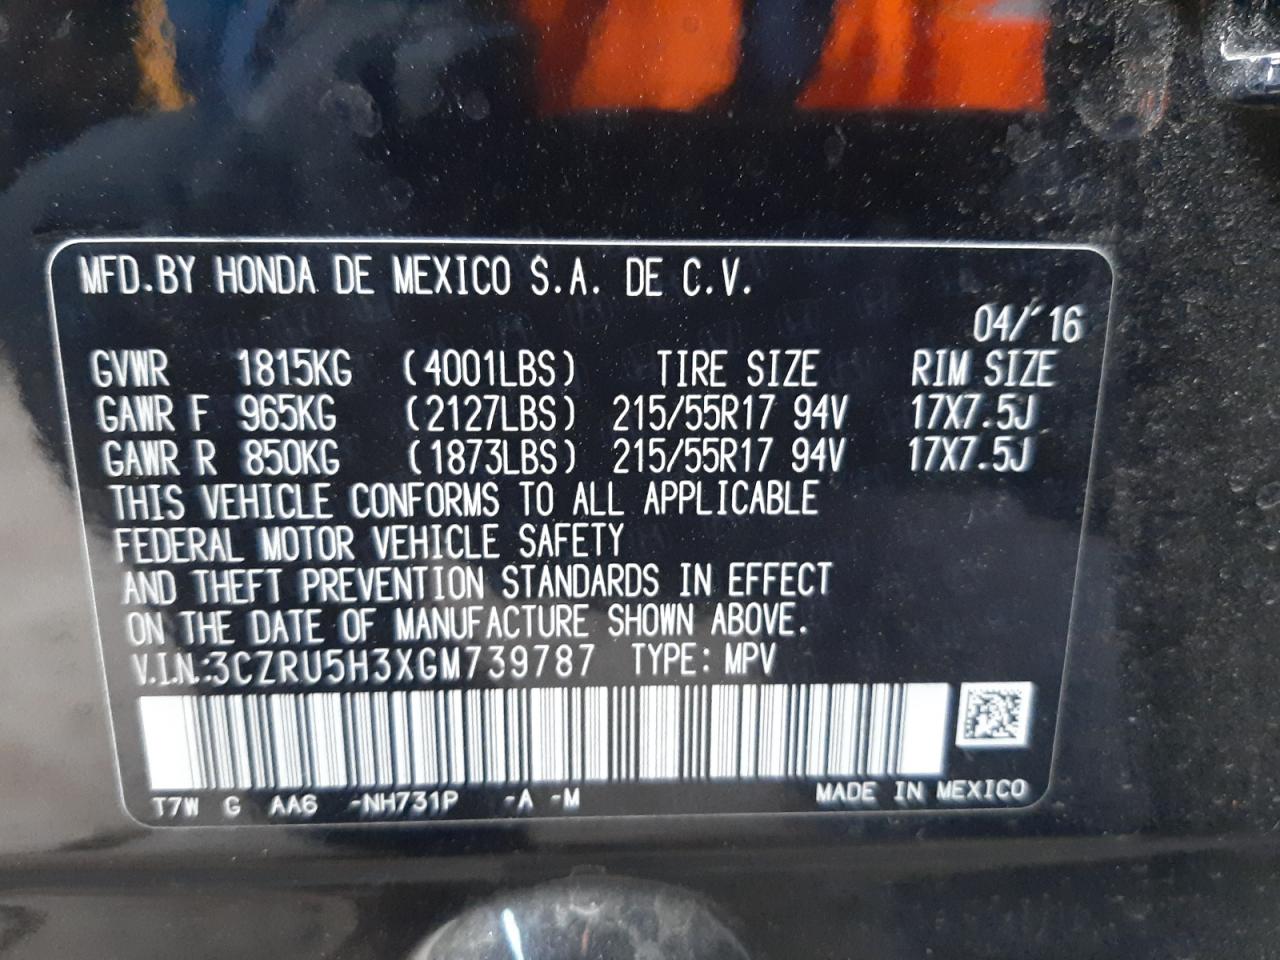 MFD.BY HONDA DE MEXICO S.A. DE C.V.
04/'16
GVWR 1815KG (4001LBS) TIRE SIZE RIM SIZE
GAWR F 965KG (2127LBS) 215/55R17 94V 17X7.5J
GAWR R 850KG (1873LBS) 215/55R17 94V 17X7.5J
THIS VEHICLE CONFORMS TO ALL APPLICABLE
FEDERAL MOTOR VEHICLE SAFETY
AND THEFT PREVENTION STANDARDS IN EFFECT
ON THE DATE OF MANUFACTURE SHOWN ABOVE.
V.I.N.:3CZRU5H3XGM739787 TYPE: MPV
T7W G AA6 -NH731P -A -M MADE IN MEXICO